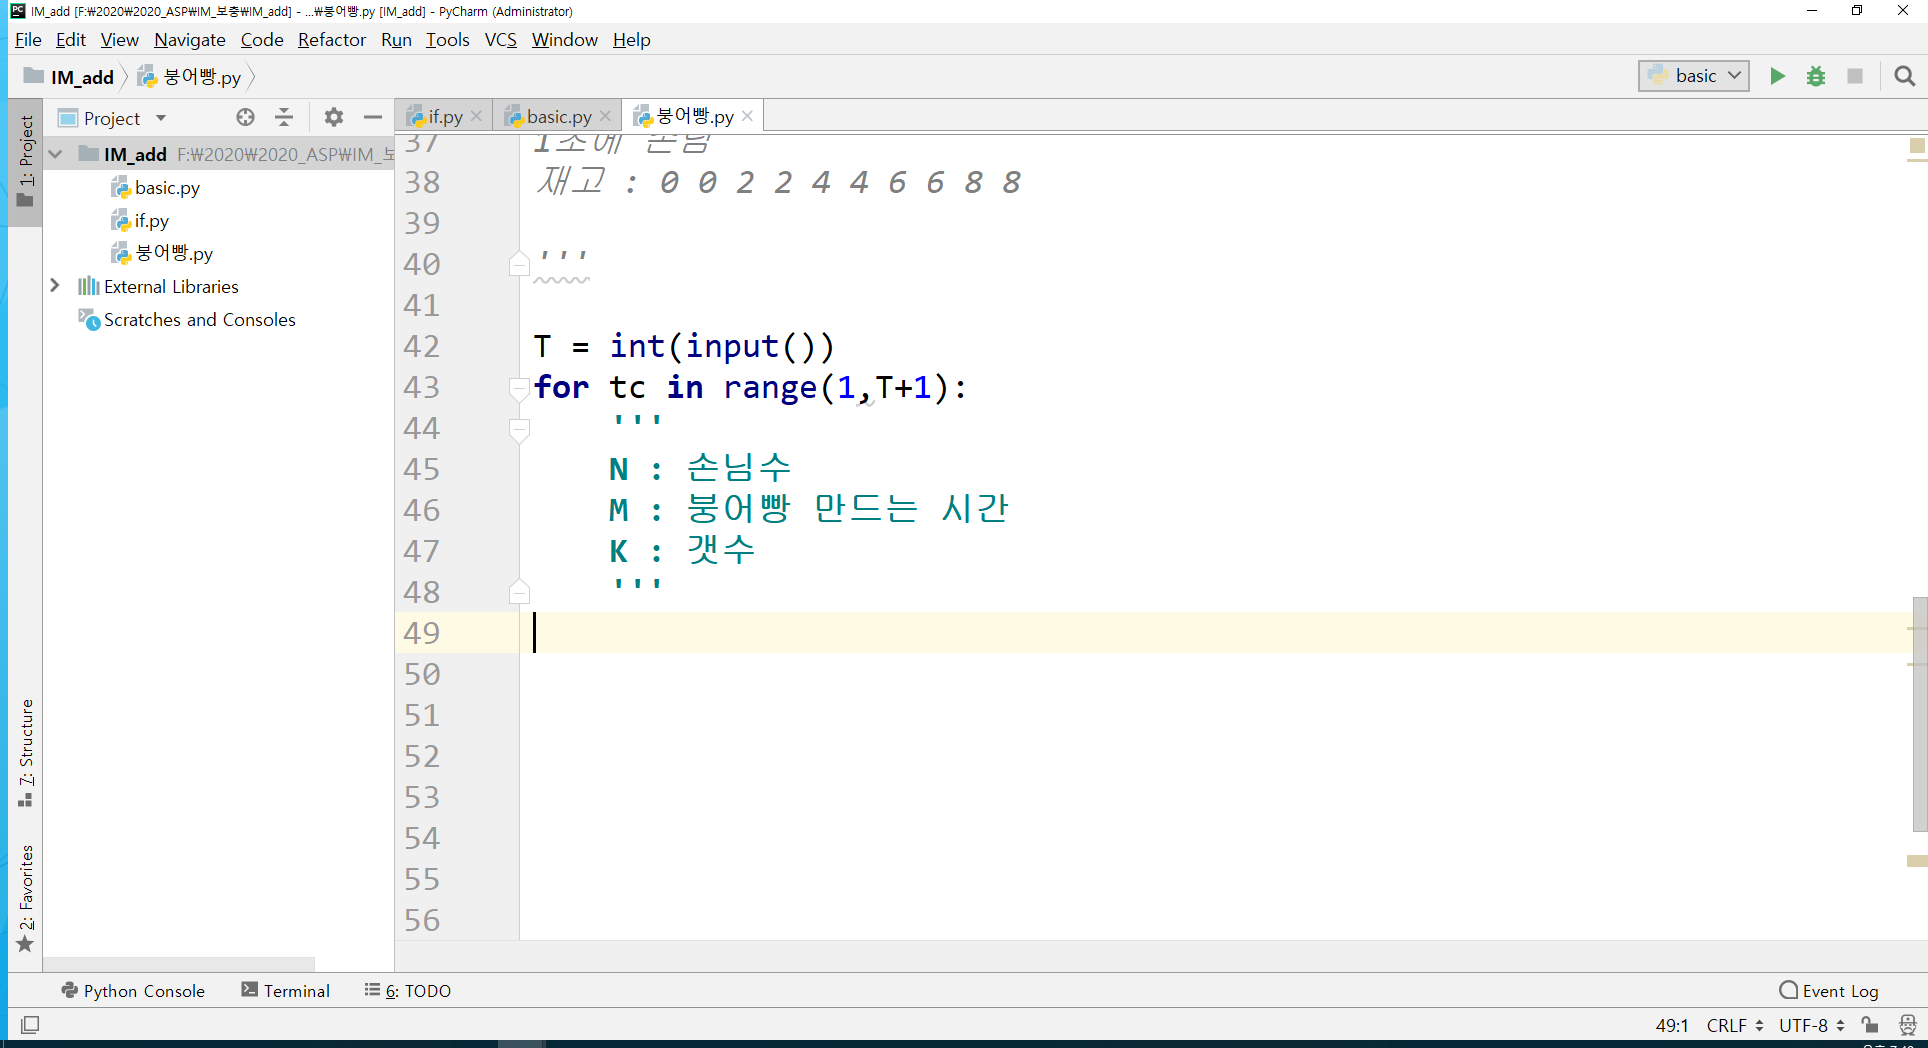 IM_add [F:￦2020￦2020_ASP￦IM_보충￦IM_add] - ...￦붕어빵.py [IM_add] - PyCharm (Administrator)
File Edit View Navigate Code Refactor Run Tools VCS Window Help
IM_add 붕어빵.py basic
1: Project
Project
IM_add F:￦2020￦2020_ASP￦IM_보
basic.py
if.py
붕어빵.py
External Libraries
Scratches and Consoles
7: Structure
2: Favorites
if.py basic.py 붕어빵.py
37 1초에 손님
38 재고 : 0 0 2 2 4 4 6 6 8 8
39
40 '''
41
42 T = int(input())
43 for tc in range(1,T+1):
44 '''
45 N : 손님수
46 M : 붕어빵 만드는 시간
47 K : 갯수
48 '''
49
50
51
52
53
54
55
56
Python Console Terminal 6: TODO Event Log
49:1 CRLF UTF-8